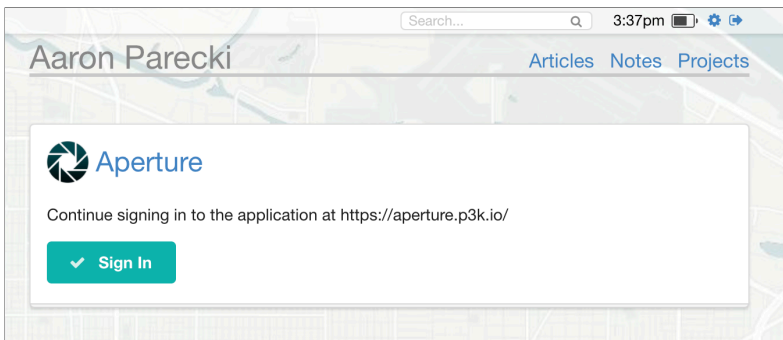 Search...
3:37pm
Aaron Parecki
Articles Notes Projects
Aperture
Continue signing in to the application at https://aperture.p3k.io/
Sign In